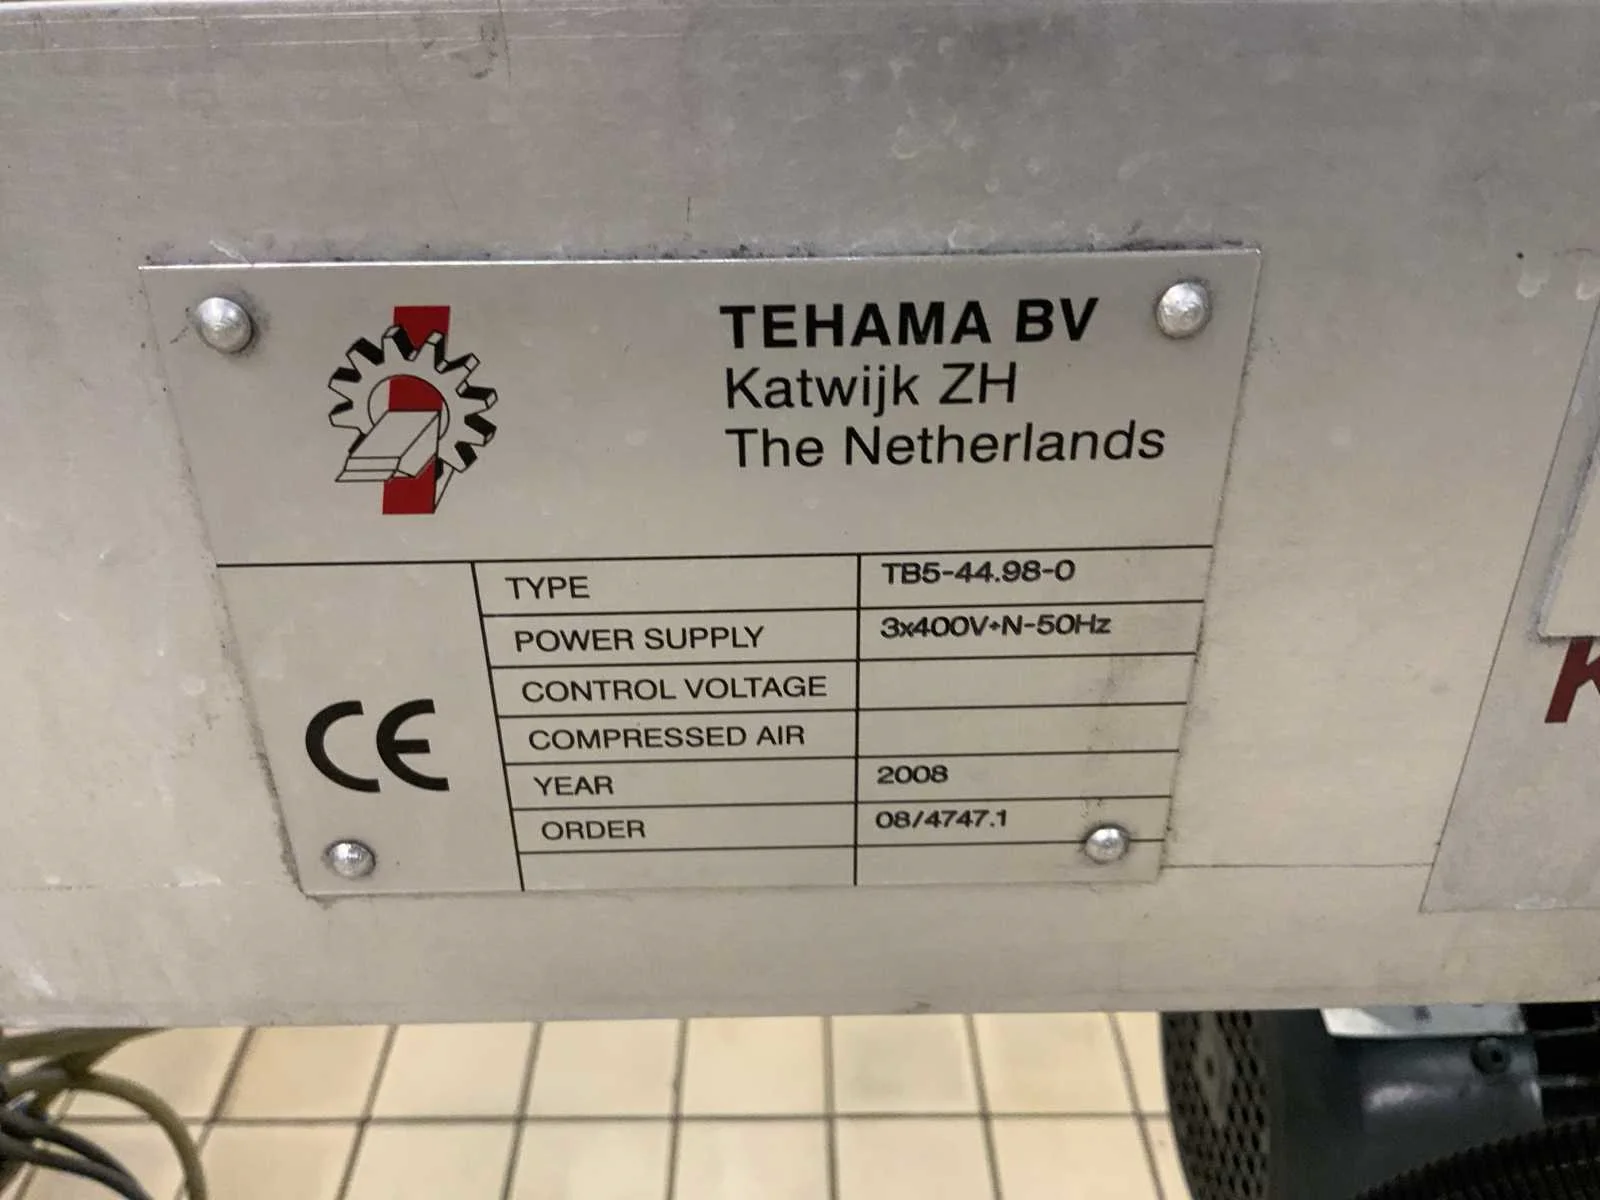 TEHAMA BV
Katwijk ZH
The Netherlands
TYPE TB5-44.98-0
POWER SUPPLY 3x400V+N-50Hz
CONTROL VOLTAGE
COMPRESSED AIR
YEAR 2008
ORDER 08/4747.1
CE
K